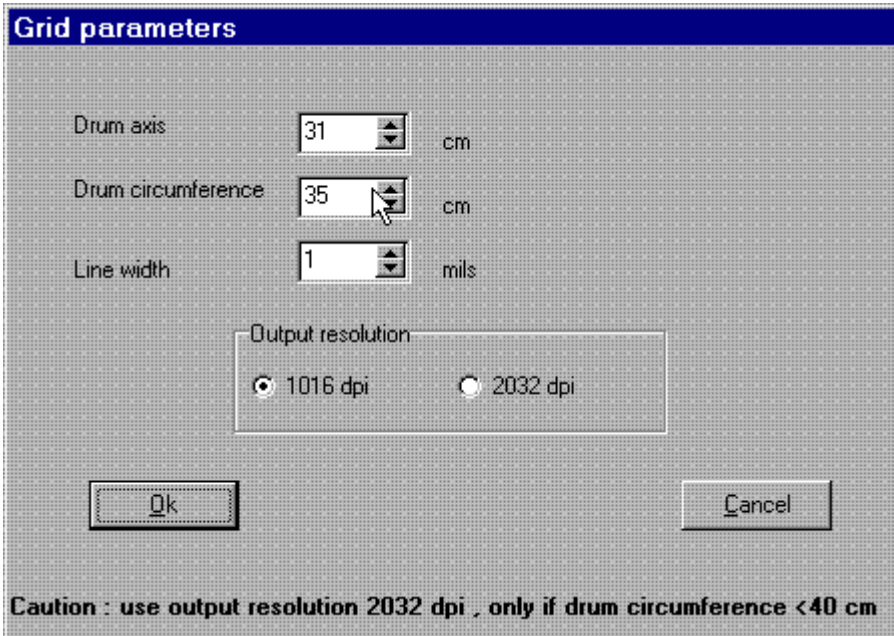 Grid parameters
Drum axis 31 cm
Drum circumference 35 cm
Line width 1 mils
Output resolution
1016 dpi 2032 dpi
Ok Cancel
Caution : use output resolution 2032 dpi , only if drum circumference <40 cm